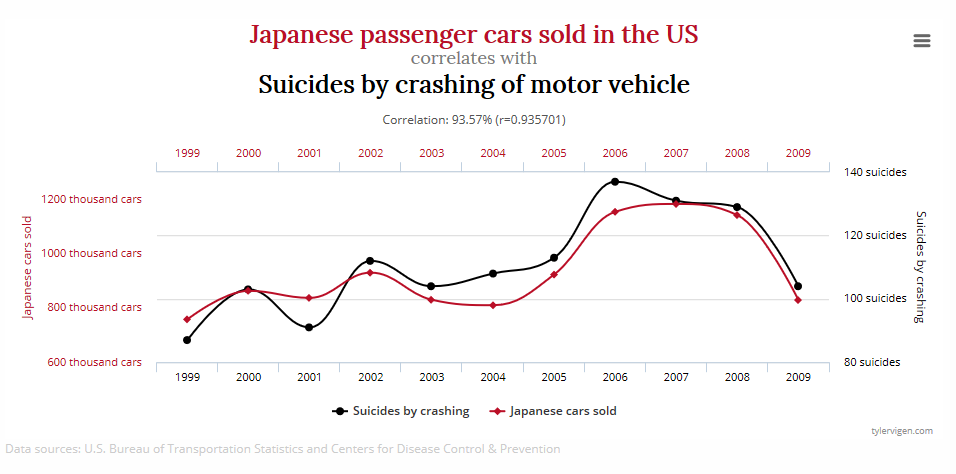 Japanese passenger cars sold in the US
correlates with
Suicides by crashing of motor vehicle
Correlation: 93.57% (r=0.935701)
1999 2000 2001 2002 2003 2004 2005 2006 2007 2008 2009
140 suicides
1200 thousand cars
120 suicides
1000 thousand cars
100 suicides
800 thousand cars
600 thousand cars
80 suicides
Japanese cars sold
Suicides by crashing
1999 2000 2001 2002 2003 2004 2005 2006 2007 2008 2009
Suicides by crashing Japanese cars sold
tylervigen.com
Data sources: U.S. Bureau of Transportation Statistics and Centers for Disease Control & Prevention